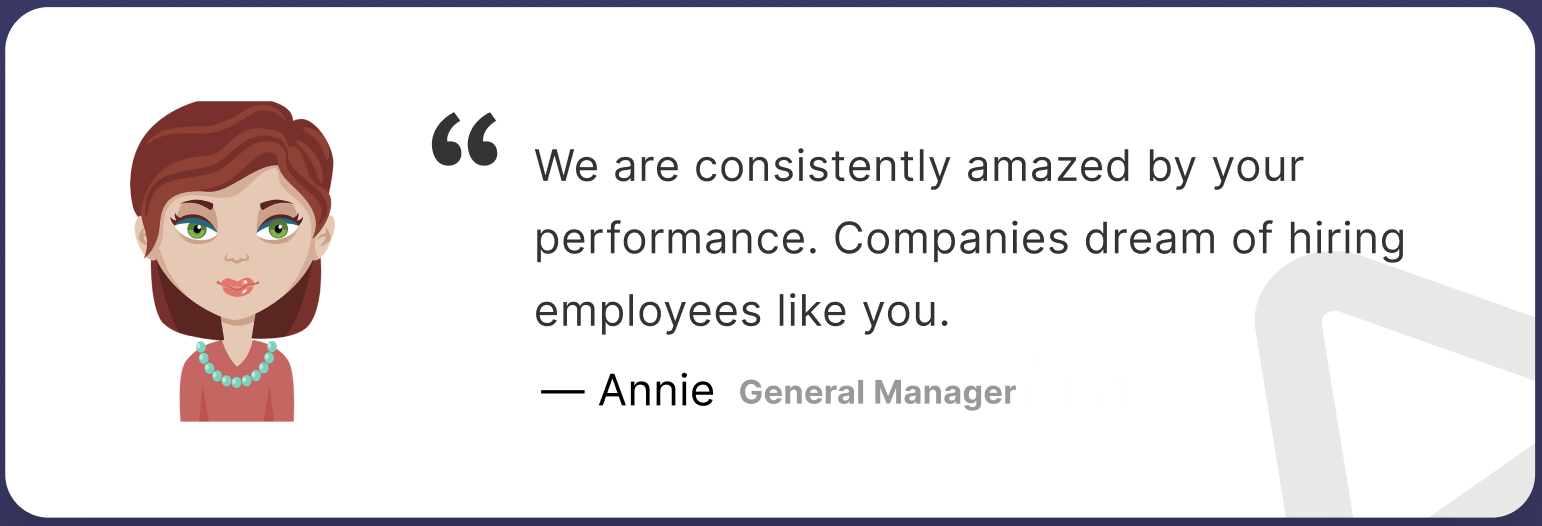 “ We are consistently amazed by your
performance. Companies dream of hiring
employees like you.
— Annie General Manager